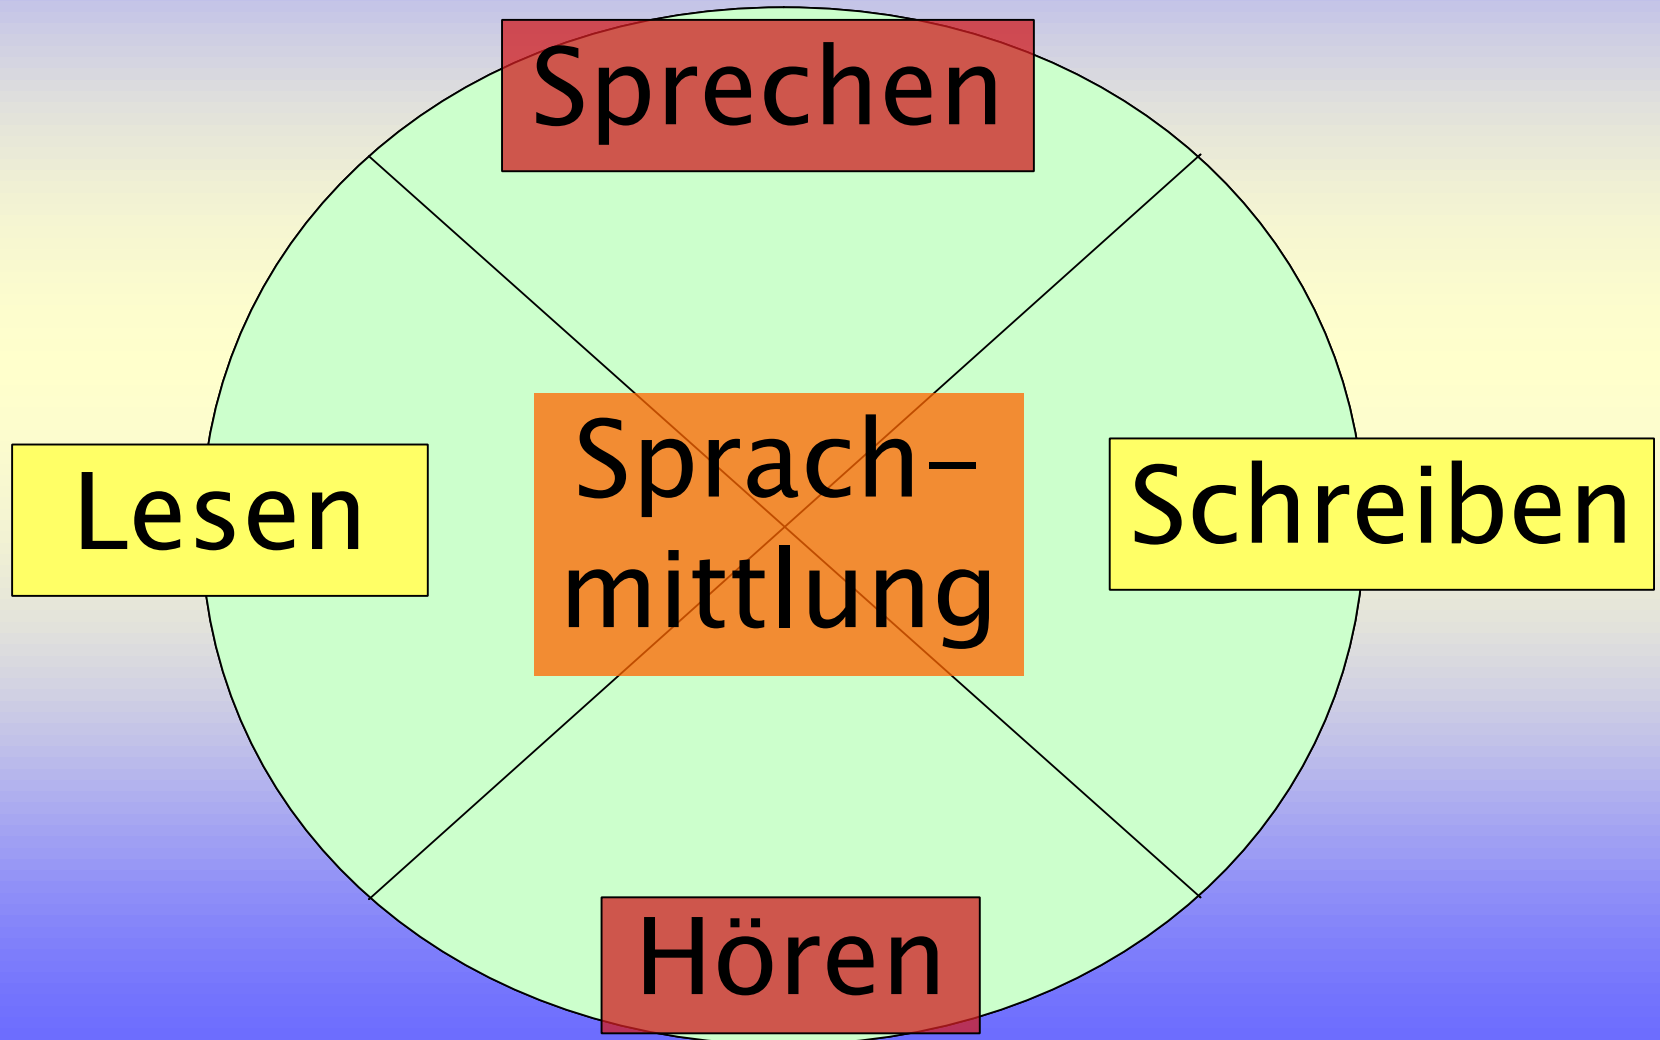 Sprechen
Lesen
Sprach-
mittlung
Schreiben
Hören